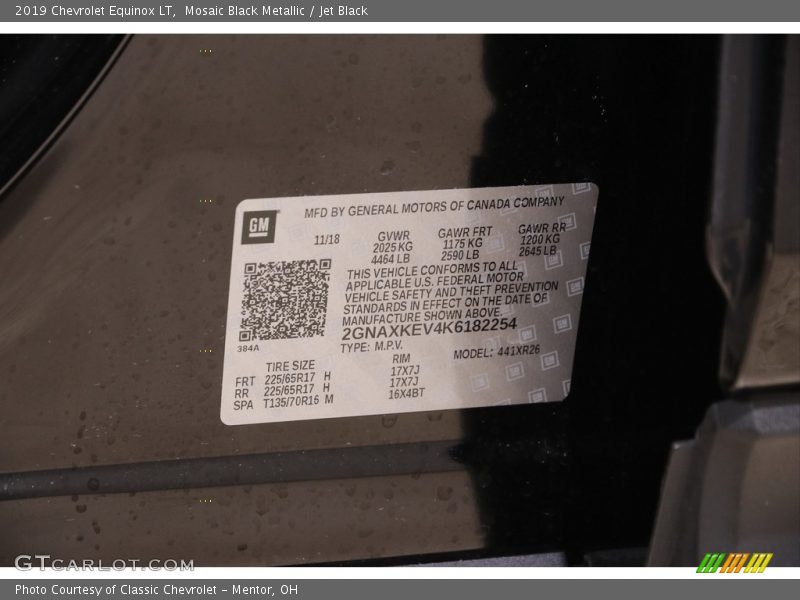 2019 Chevrolet Equinox LT, Mosaic Black Metallic / Jet Black
GM
MFD BY GENERAL MOTORS OF CANADA COMPANY
11/18 GVWR GAWR FRT GAWR RR
2025 KG 1175 KG 1200 KG
4464 LB 2590 LB 2645 LB
THIS VEHICLE CONFORMS TO ALL
APPLICABLE U.S. FEDERAL MOTOR
VEHICLE SAFETY AND THEFT PREVENTION
STANDARDS IN EFFECT ON THE DATE OF
MANUFACTURE SHOWN ABOVE.
2GNAXKEV4K6182254
384A
TYPE: M.P.V. MODEL: 441XR26
TIRE SIZE RIM
FRT 225/65R17 H 17X7J
RR 225/65R17 H 17X7J
SPA T135/70R16 M 16X4BT
GTCARLOT.COM
Photo Courtesy of Classic Chevrolet - Mentor, OH